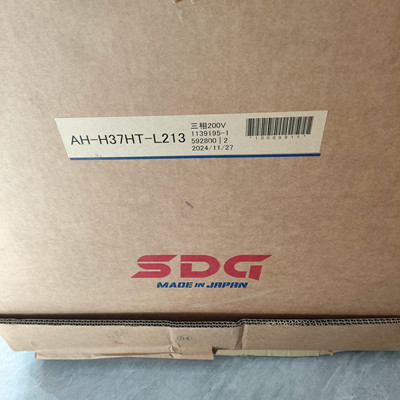 AH-H37HT-L213
三相200V
1139195-1
592800 | 2
2024/11/27
SDG
MADE IN JAPAN